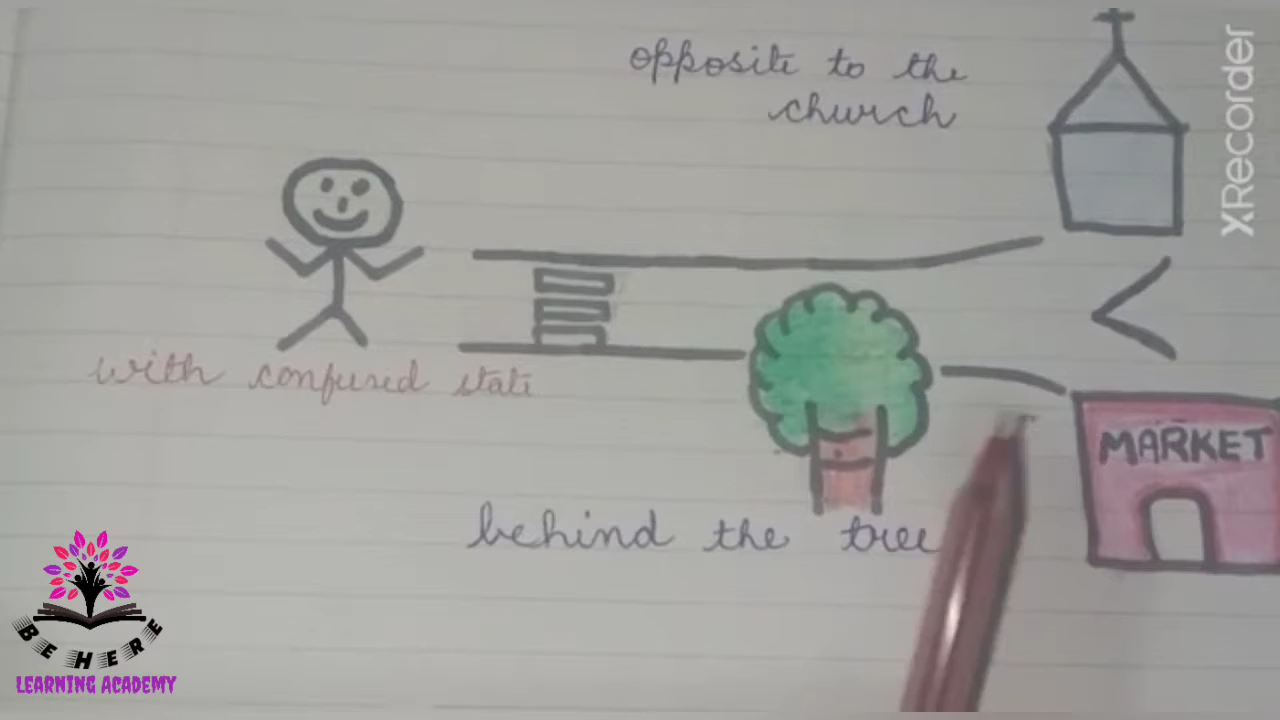 opposite to the
church
XRecorder
with confused state
MARKET
behind the tree
BE HERE
LEARNING ACADEMY